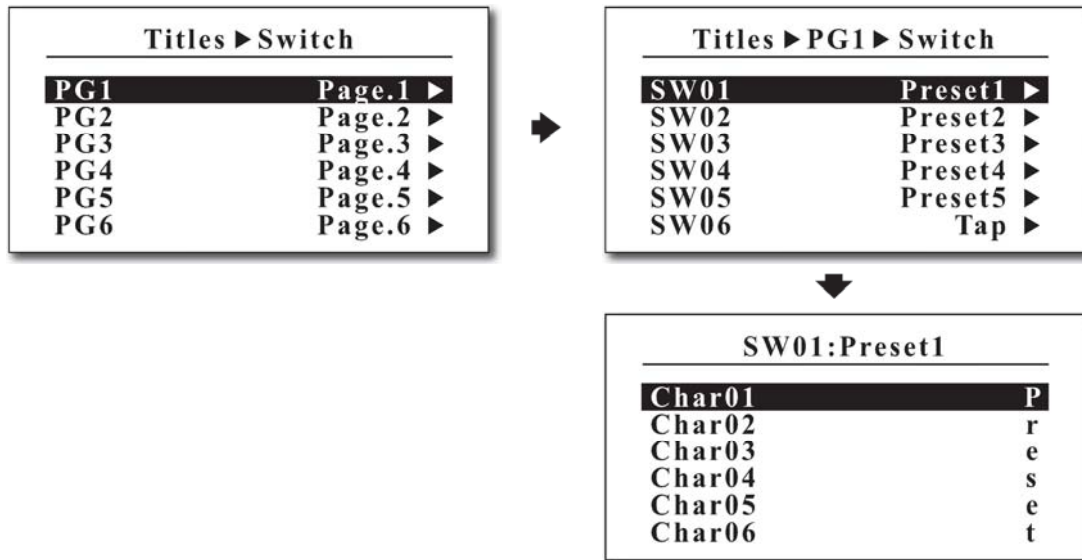 Titles ▶ Switch
PG1 Page.1 ▶
PG2 Page.2 ▶
PG3 Page.3 ▶
PG4 Page.4 ▶
PG5 Page.5 ▶
PG6 Page.6 ▶
Titles ▶ PG1 ▶ Switch
SW01 Preset1 ▶
SW02 Preset2 ▶
SW03 Preset3 ▶
SW04 Preset4 ▶
SW05 Preset5 ▶
SW06 Tap ▶
SW01:Preset1
Char01 P
Char02 r
Char03 e
Char04 s
Char05 e
Char06 t